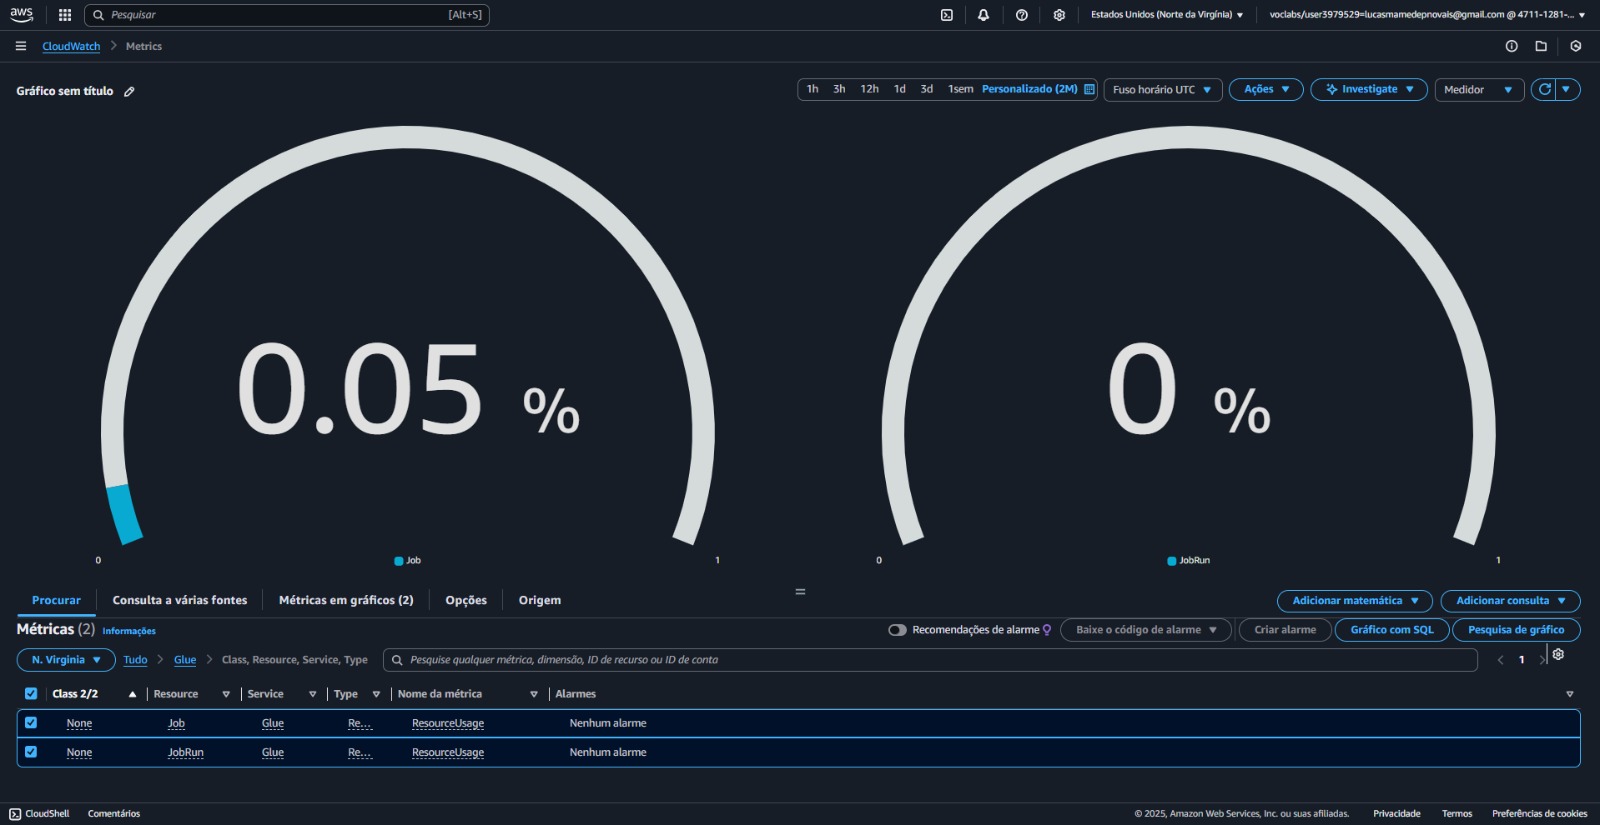 aws Pesquisar [Alt+S] Estados Unidos (Norte da Virgínia) voclabs/user3979529=lucasmamedepnovais@gmail.com @ 4711-1281-...
CloudWatch Metrics
Gráfico sem título 1h 3h 12h 1d 3d 1sem Personalizado (2M) Fuso horário UTC Ações Investigate Medidor
0.05 % 0 %
0 Job 1 0 JobRun 1
Procurar Consulta a várias fontes Métricas em gráficos (2) Opções Origem Adicionar matemática Adicionar consulta
Métricas (2) Informações Recomendações de alarme Baixe o código de alarme Criar alarme Gráfico com SQL Pesquisa de gráfico
N. Virginia Tudo Glue Class, Resource, Service, Type Pesquise qualquer métrica, dimensão, ID de recurso ou ID de conta 1
Class 2/2 Resource Service Type Nome da métrica Alarmes
None Job Glue Re... ResourceUsage Nenhum alarme
None JobRun Glue Re... ResourceUsage Nenhum alarme
CloudShell Comentários © 2025, Amazon Web Services, Inc. ou suas afiliadas. Privacidade Termos Preferências de cookies